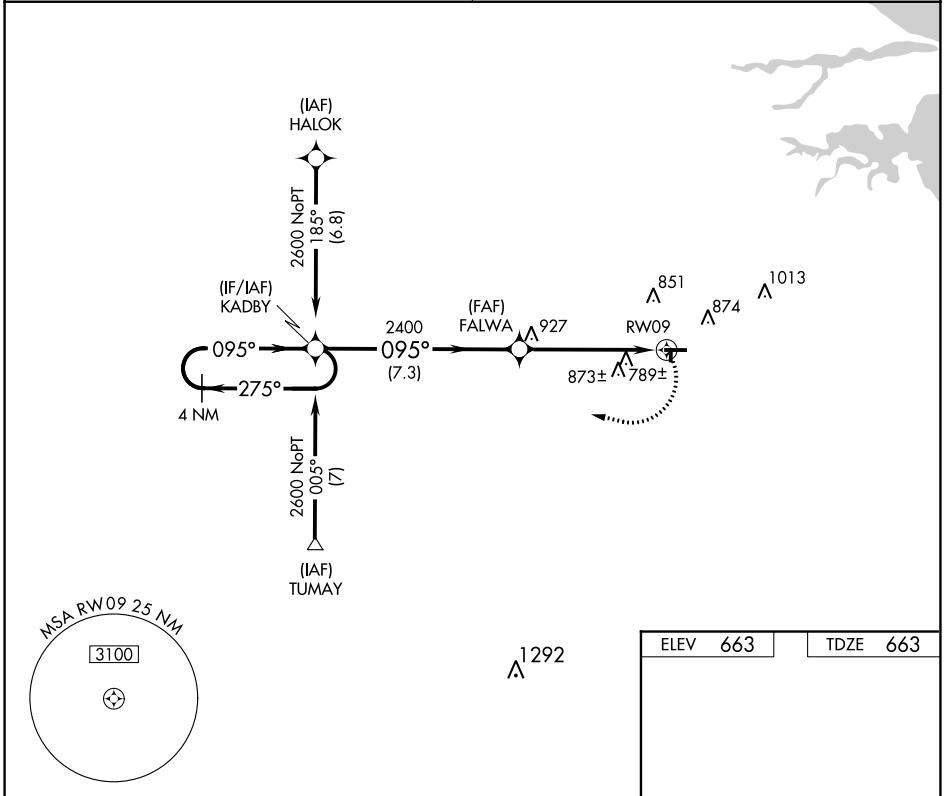 (IAF)
HALOK
2600 NoPT
185°
(6.8)
(IF/IAF)
KADBY
095°
275°
4 NM
2400
095°
(7.3)
(FAF)
FALWA
927
RW09
851
874
1013
873±
789±
2600 NoPT
005°
(7)
(IAF)
TUMAY
MSA RW09 25 NM
3100
1292
ELEV 663
TDZE 663